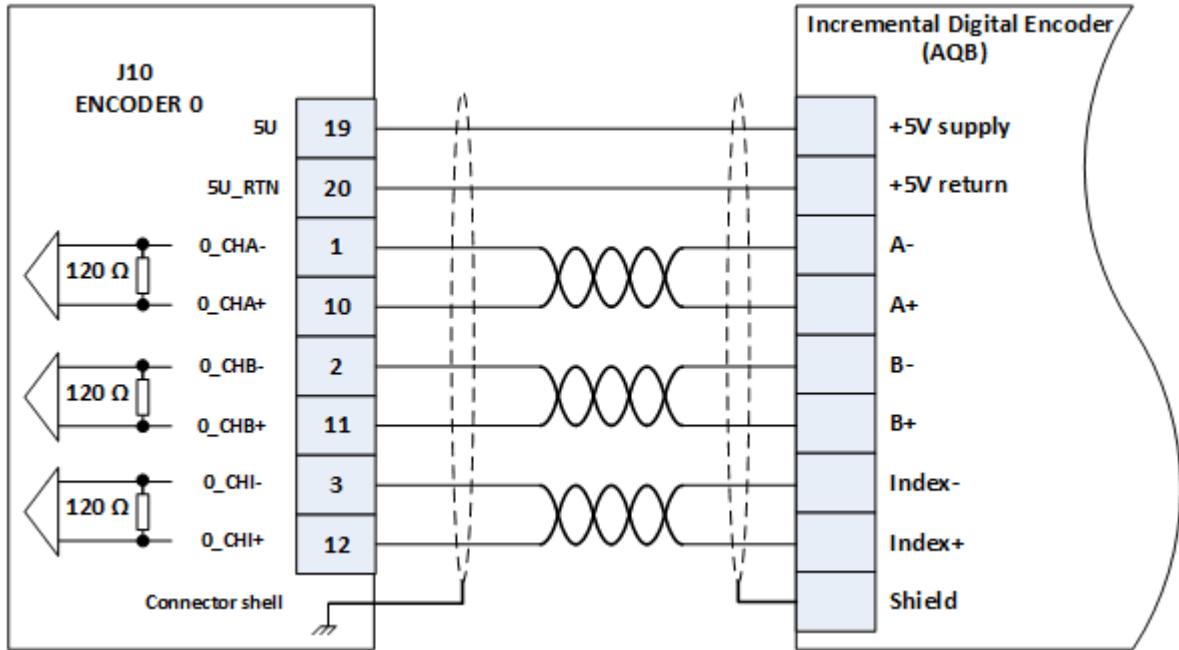 J10
ENCODER 0
5U 19
5U_RTN 20
0_CHA- 1
120 Ω
0_CHA+ 10
0_CHB- 2
120 Ω
0_CHB+ 11
0_CHI- 3
120 Ω
0_CHI+ 12
Connector shell
Incremental Digital Encoder
(AQB)
+5V supply
+5V return
A-
A+
B-
B+
Index-
Index+
Shield